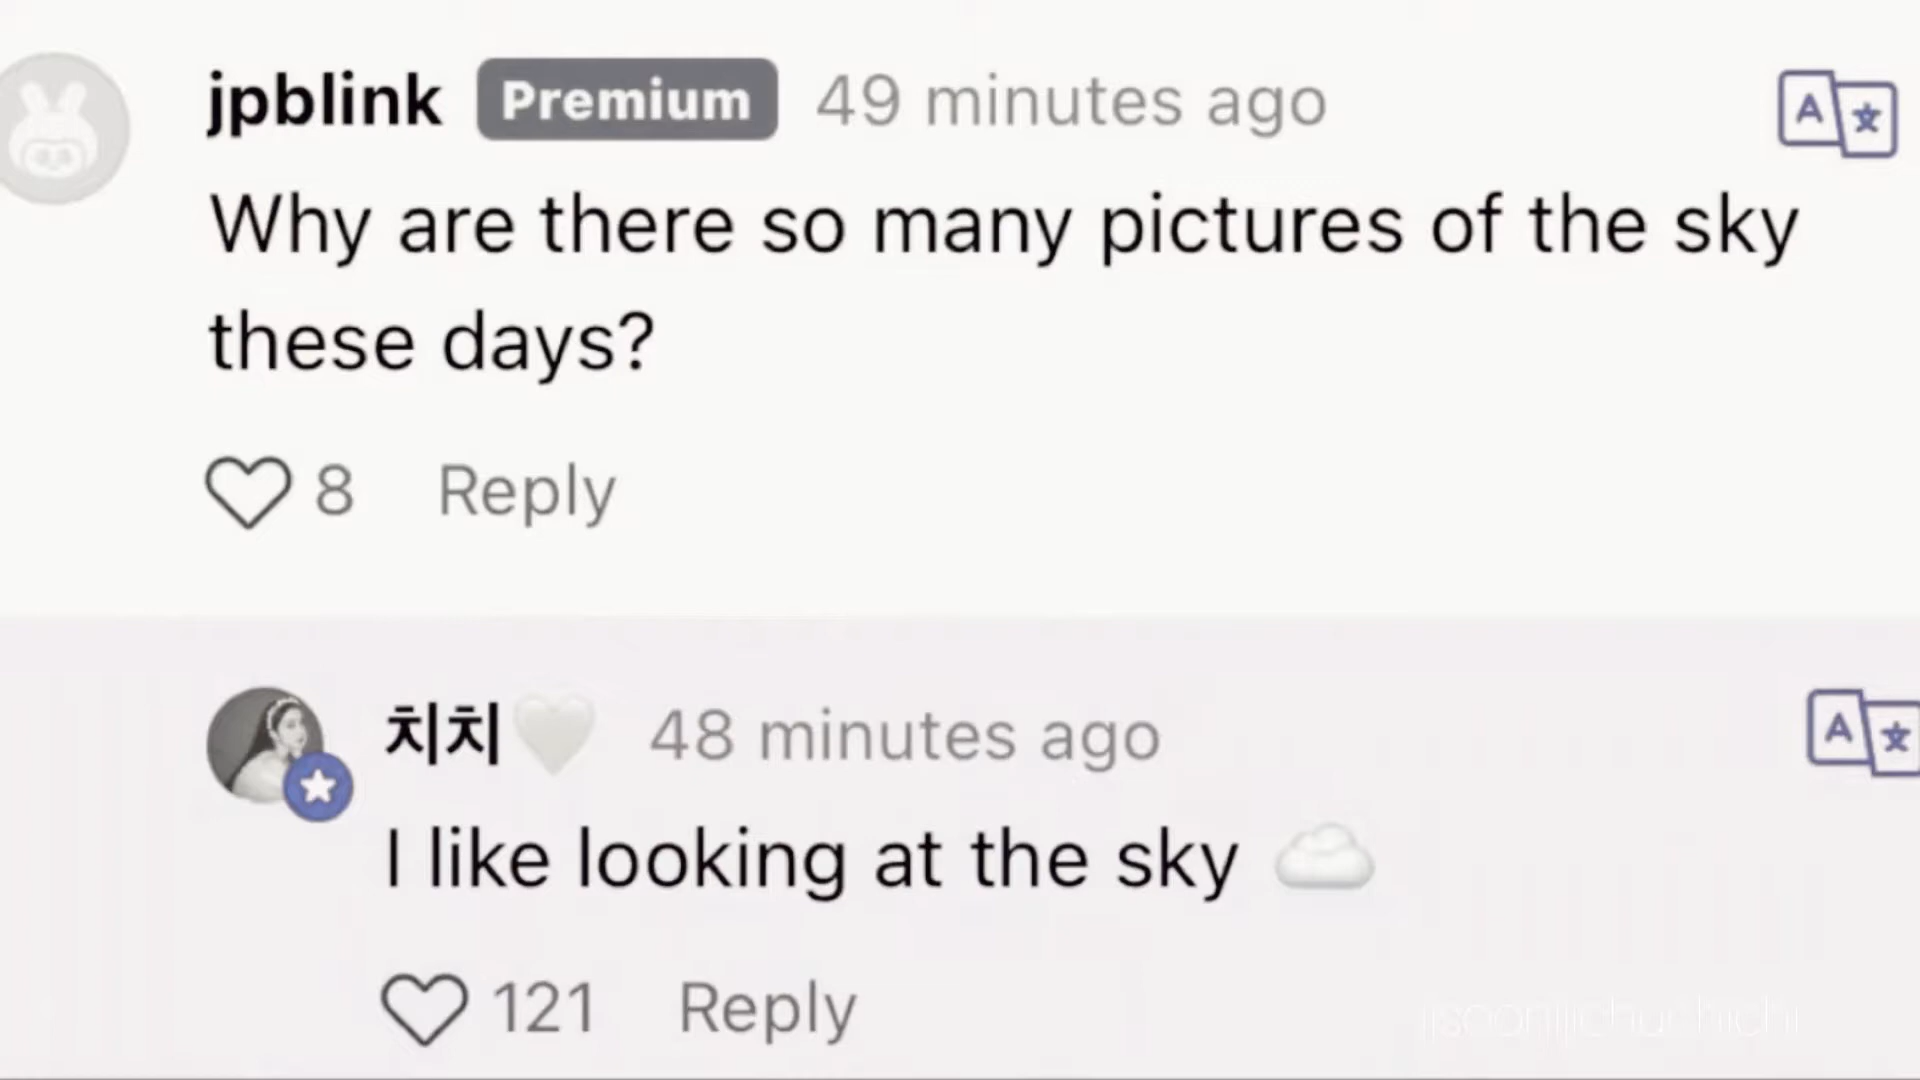 jpblink Premium 49 minutes ago
Why are there so many pictures of the sky
these days?
8 Reply
치치🤍 48 minutes ago
I like looking at the sky ☁️
121 Reply